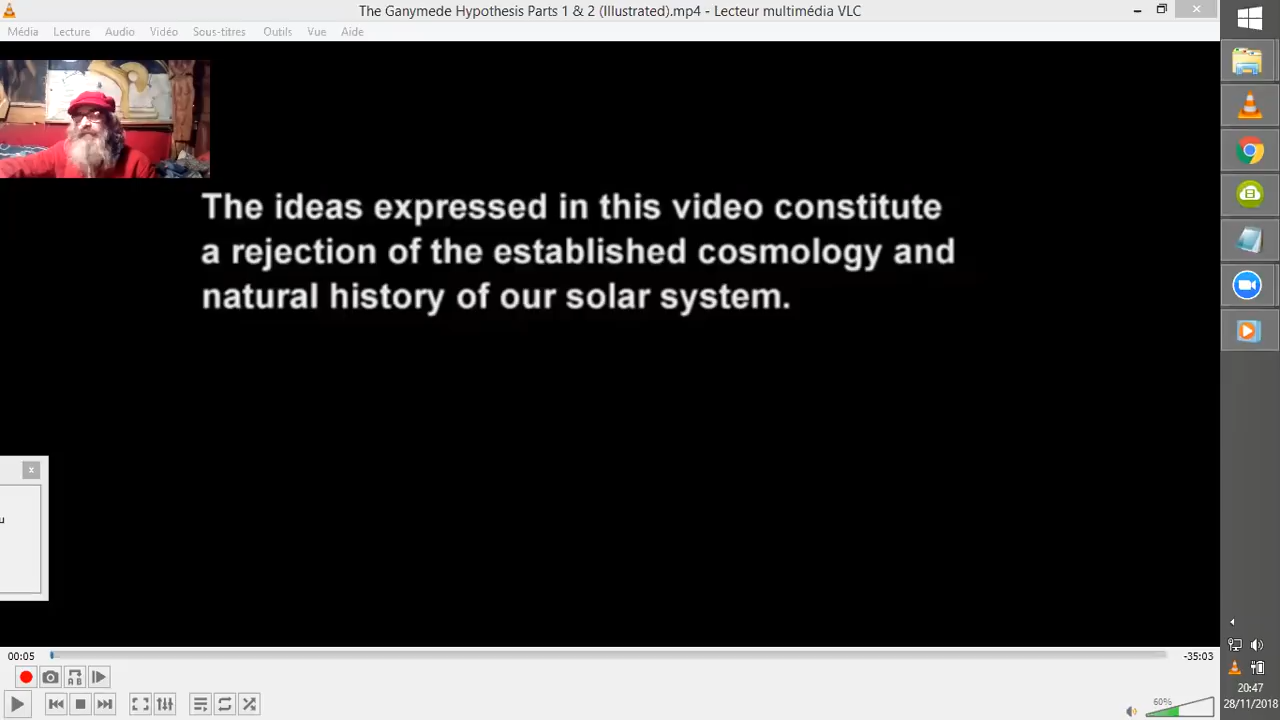 The Ganymede Hypothesis Parts 1 & 2 (Illustrated).mp4 - Lecteur multimédia VLC
Média Lecture Audio Vidéo Sous-titres Outils Vue Aide
The ideas expressed in this video constitute
a rejection of the established cosmology and
natural history of our solar system.
x
u
00:05
-35:03
A B
60%
20:47
28/11/2018